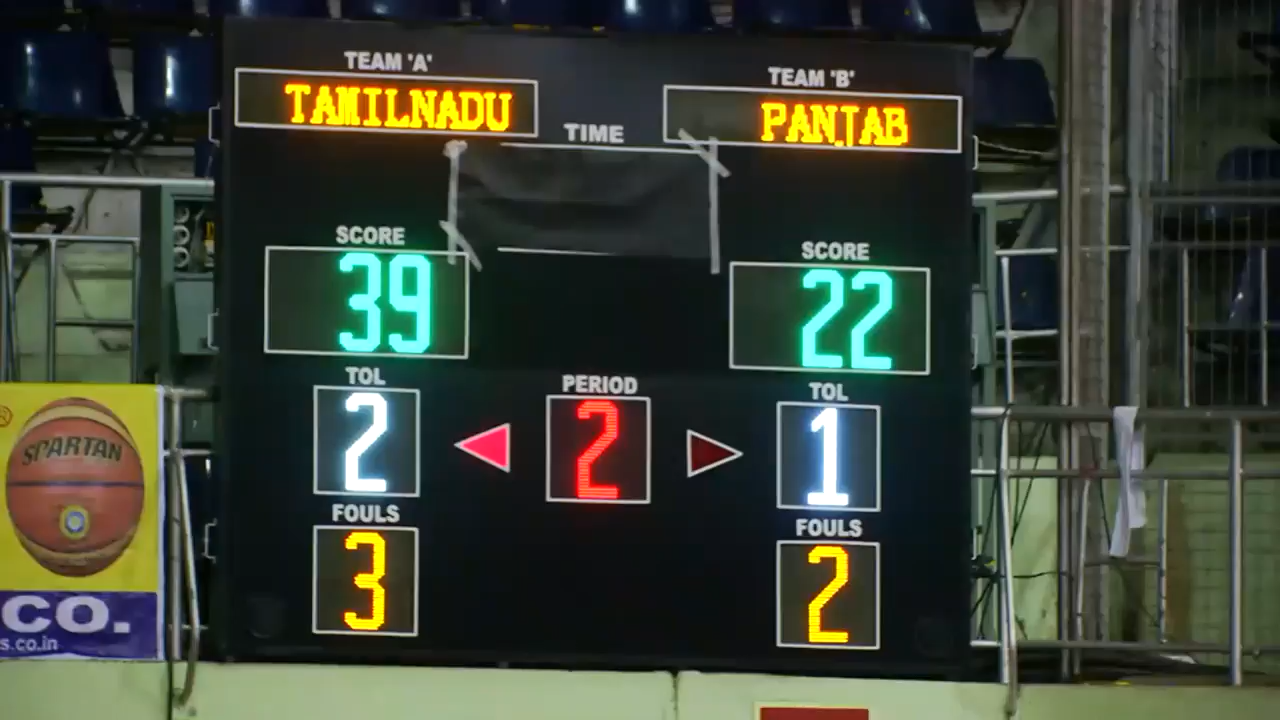 TEAM 'A'
TAMILNADU
TEAM 'B'
PANJAB
TIME
SCORE
39
SCORE
22
TOL
2
PERIOD
2
TOL
1
FOULS
3
FOULS
2
®
SPARTAN
CO.
s.co.in